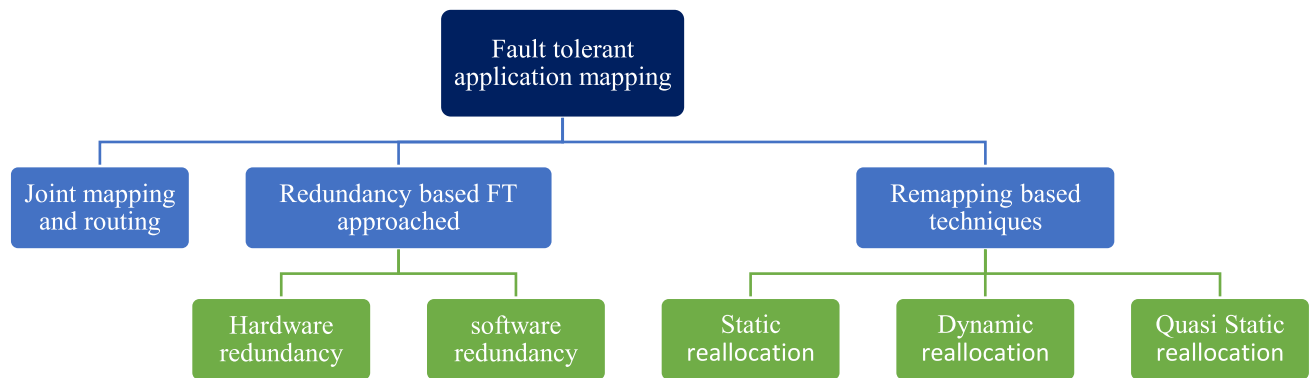 Fault tolerant
application mapping
Joint mapping
and routing
Redundancy based FT
approached
Remapping based
techniques
Hardware
redundancy
software
redundancy
Static
reallocation
Dynamic
reallocation
Quasi Static
reallocation